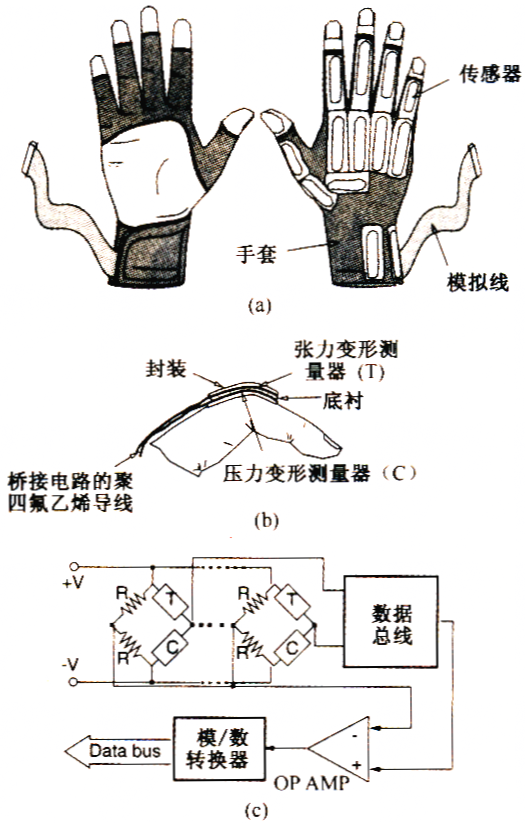 传感器
手套
模拟线
(a)
张力变形测
量器 (T)
封装
底衬
桥接电路的聚
四氟乙烯导线
压力变形测量器（C）
(b)
+V
R
T
R
T
数据
总线
R
C
R
C
-V
Data bus
模/数
转换器
-
+
OP AMP
(c)